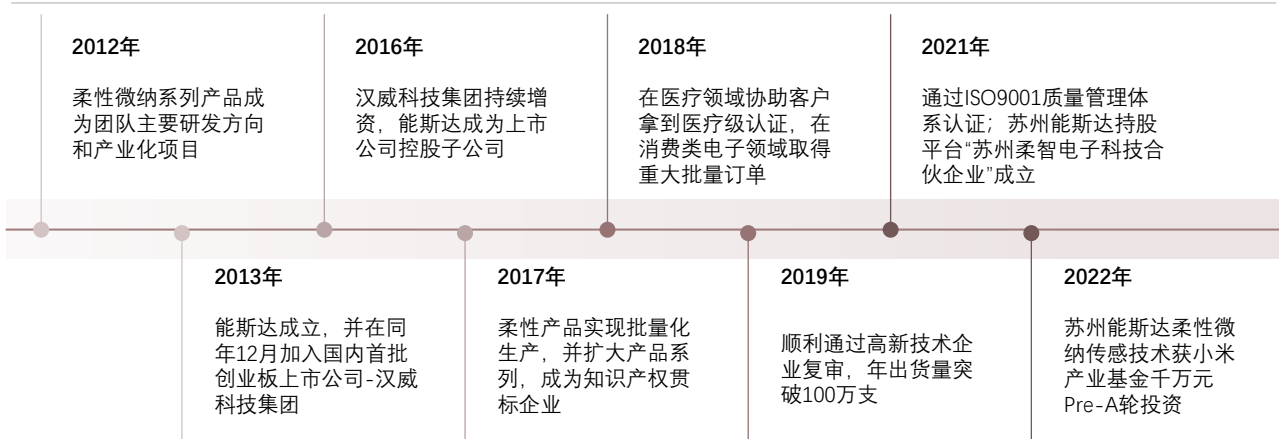 2012年
柔性微纳系列产品成
为团队主要研发方向
和产业化项目
2016年
汉威科技集团持续增
资，能斯达成为上市
公司控股子公司
2018年
在医疗领域协助客户
拿到医疗级认证，在
消费类电子领域取得
重大批量订单
2021年
通过ISO9001质量管理体
系认证；苏州能斯达持股
平台“苏州柔智电子科技合
伙企业”成立
2013年
能斯达成立，并在同
年12月加入国内首批
创业板上市公司-汉威
科技集团
2017年
柔性产品实现批量化
生产，并扩大产品系
列，成为知识产权贯
标企业
2019年
顺利通过高新技术企
业复审，年出货量突
破100万支
2022年
苏州能斯达柔性微
纳传感技术获小米
产业基金千万元
Pre-A轮投资